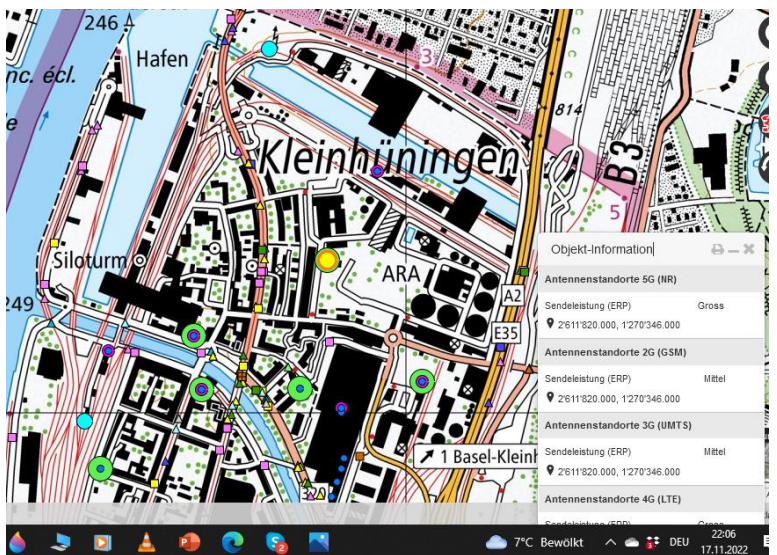 246
Hafen
nc. écl.
e
3
814
Kleinhüningen
B3
5
Siloturm
ARA
249
A2
E35
1 Basel-Kleinh
Objekt-Information
Antennenstandorte 5G (NR)
Sendeleistung (ERP) Gross
2'611'820.000, 1'270'346.000
Antennenstandorte 2G (GSM)
Sendeleistung (ERP) Mittel
2'611'820.000, 1'270'346.000
Antennenstandorte 3G (UMTS)
Sendeleistung (ERP) Mittel
2'611'820.000, 1'270'346.000
Antennenstandorte 4G (LTE)
Sendeleistung (ERP) Gross
7°C Bewölkt
DEU
22:06
17.11.2022